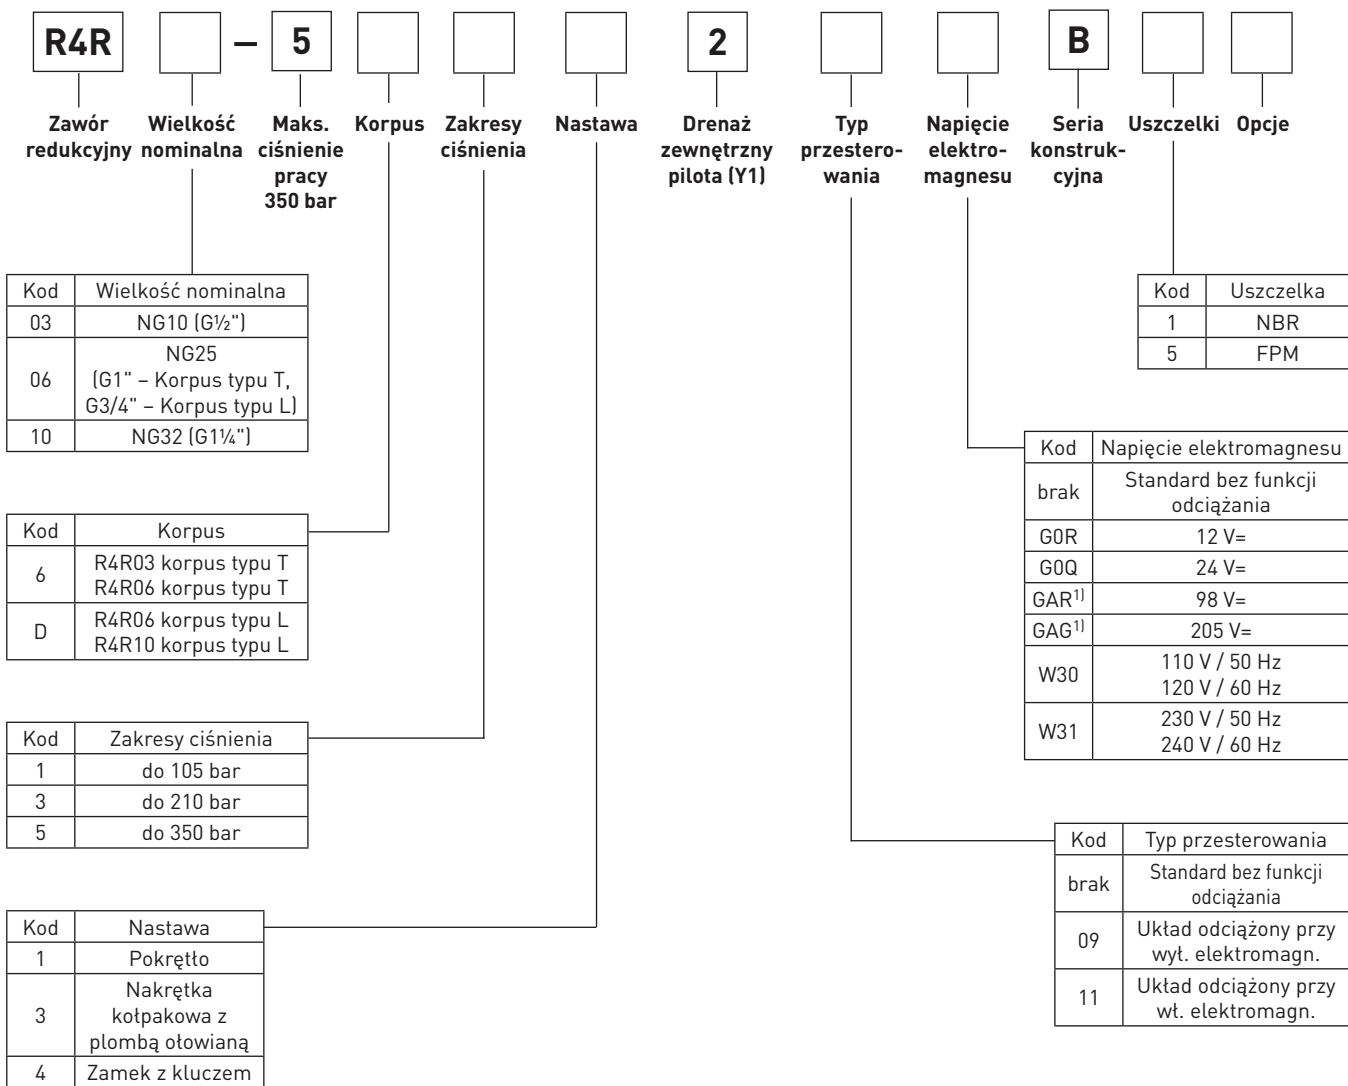 R4R – 5 2 B
Zawór redukcyjny
Wielkość nominalna
Maks. ciśnienie pracy 350 bar
Korpus
Zakresy ciśnienia
Nastawa
Drenaż zewnętrzny pilota (Y1)
Typ przestero-wania
Napięcie elektro-magnesu
Seria konstruk-cyjna
Uszczelki
Opcje
Kod Wielkość nominalna
03 NG10 (G½")
06 NG25
(G1" – Korpus typu T,
G3/4" – Korpus typu L)
10 NG32 (G1¼")
Kod Korpus
6 R4R03 korpus typu T
R4R06 korpus typu T
D R4R06 korpus typu L
R4R10 korpus typu L
Kod Zakresy ciśnienia
1 do 105 bar
3 do 210 bar
5 do 350 bar
Kod Nastawa
1 Pokrętło
3 Nakrętka
kołpakowa z
plombą ołowianą
4 Zamek z kluczem
Kod Uszczelka
1 NBR
5 FPM
Kod Napięcie elektromagnesu
brak Standard bez funkcji
odciążania
G0R 12 V=
G0Q 24 V=
GAR1) 98 V=
GAG1) 205 V=
W30 110 V / 50 Hz
120 V / 60 Hz
W31 230 V / 50 Hz
240 V / 60 Hz
Kod Typ przesterowania
brak Standard bez funkcji
odciążania
09 Układ odciążony przy
wył. elektromagn.
11 Układ odciążony przy
wł. elektromagn.